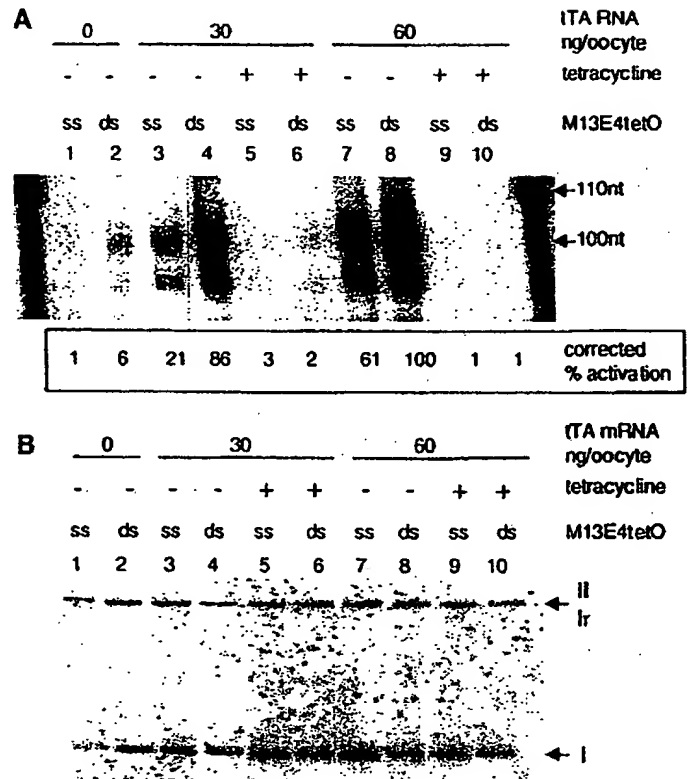 A
0 30 60 tTA RNA
ng/oocyte
- - - - + + - - + + tetracycline
ss ds ss ds ss ds ss ds ss ds M13E4tetO
1 2 3 4 5 6 7 8 9 10
110nt
100nt
1 6 21 86 3 2 61 100 1 1 corrected
% activation
B
0 30 60 tTA mRNA
ng/oocyte
- - - - + + - - + + tetracycline
ss ds ss ds ss ds ss ds ss ds M13E4tetO
1 2 3 4 5 6 7 8 9 10
II
Ir
I